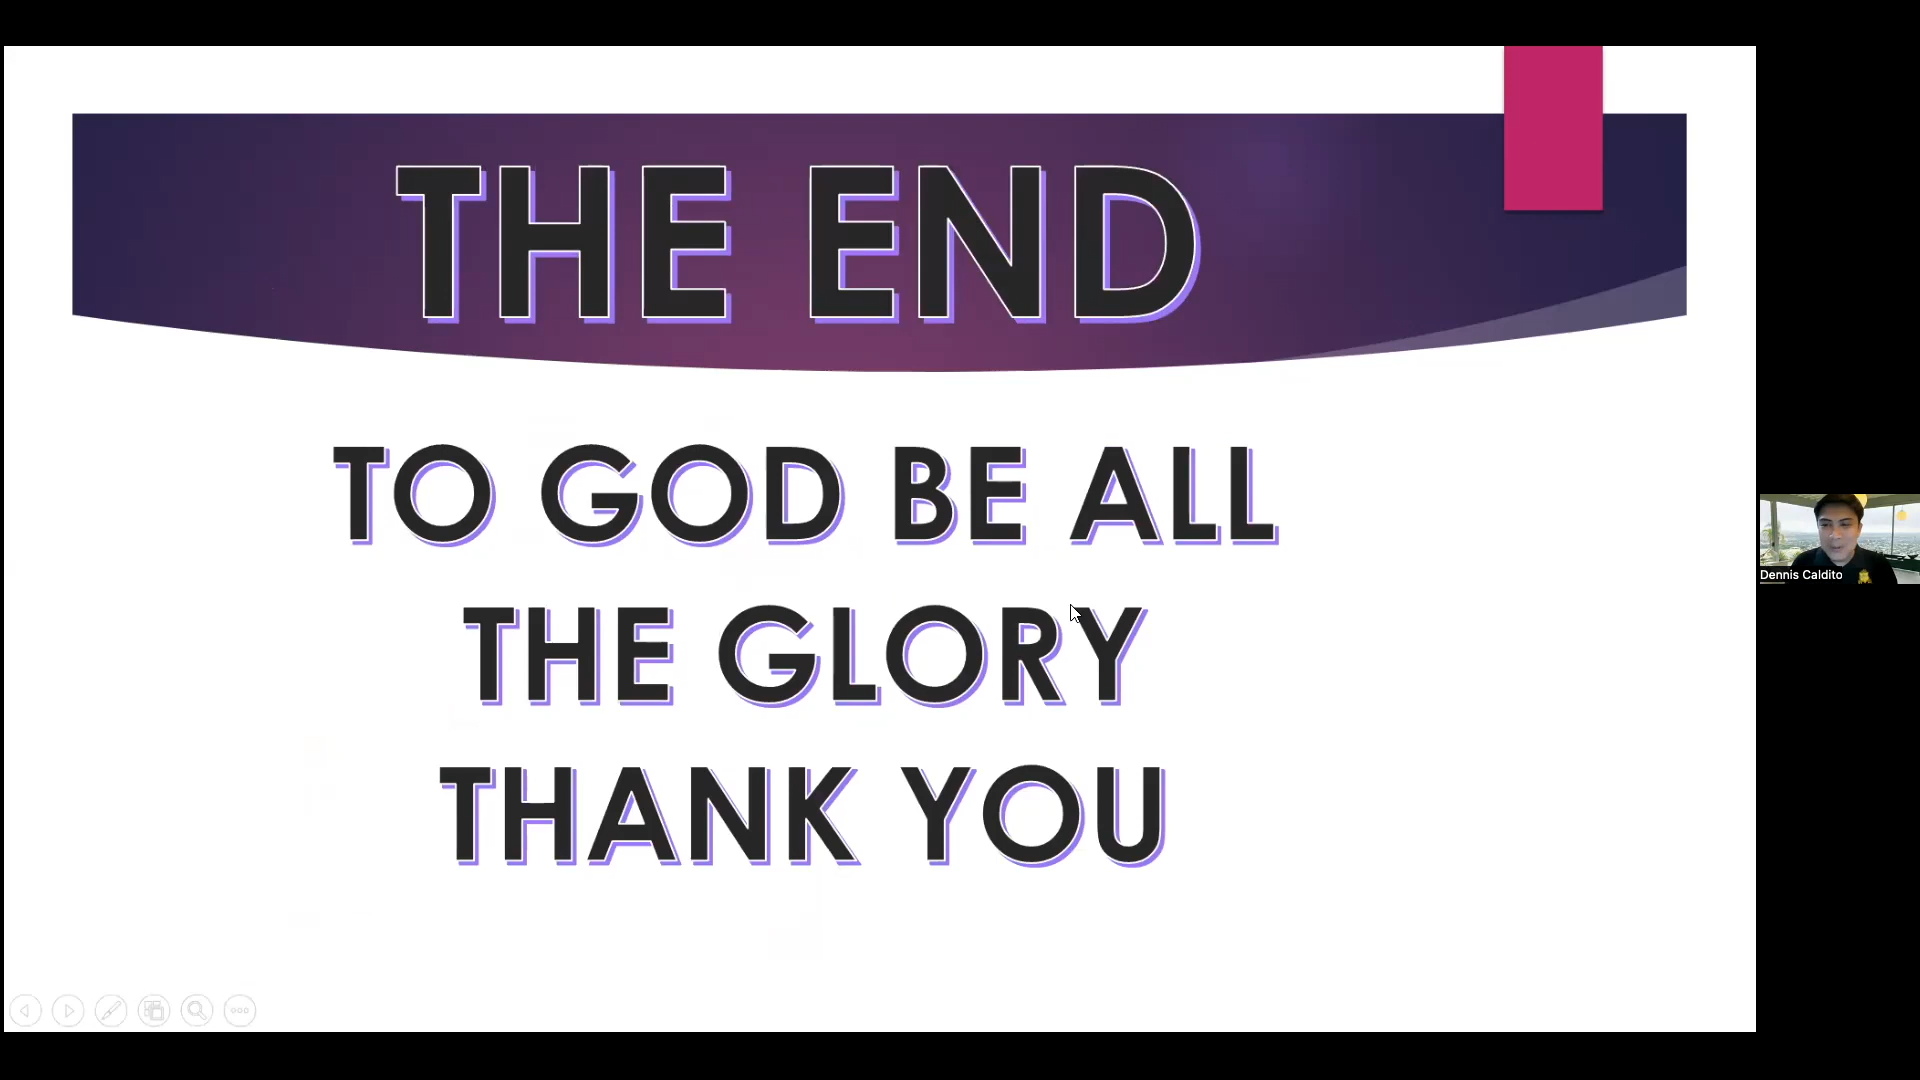 THE END
TO GOD BE ALL
THE GLORY
THANK YOU
Dennis Caldito